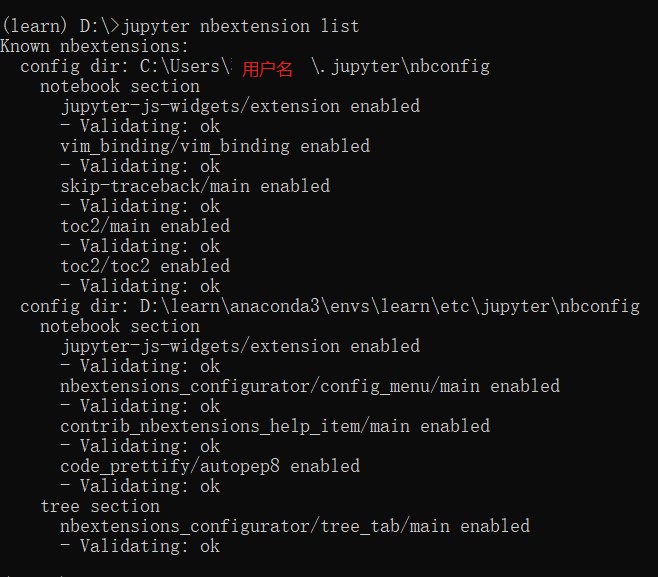 (learn) D:\>jupyter nbextension list
Known nbextensions:
config dir: C:\Users\ 用户名 \.jupyter\nbconfig
notebook section
jupyter-js-widgets/extension enabled
- Validating: ok
vim_binding/vim_binding enabled
- Validating: ok
skip-traceback/main enabled
- Validating: ok
toc2/main enabled
- Validating: ok
toc2/toc2 enabled
- Validating: ok
config dir: D:\learn\anaconda3\envs\learn\etc\jupyter\nbconfig
notebook section
jupyter-js-widgets/extension enabled
- Validating: ok
nbextensions_configurator/config_menu/main enabled
- Validating: ok
contrib_nbextensions_help_item/main enabled
- Validating: ok
code_prettify/autopep8 enabled
- Validating: ok
tree section
nbextensions_configurator/tree_tab/main enabled
- Validating: ok